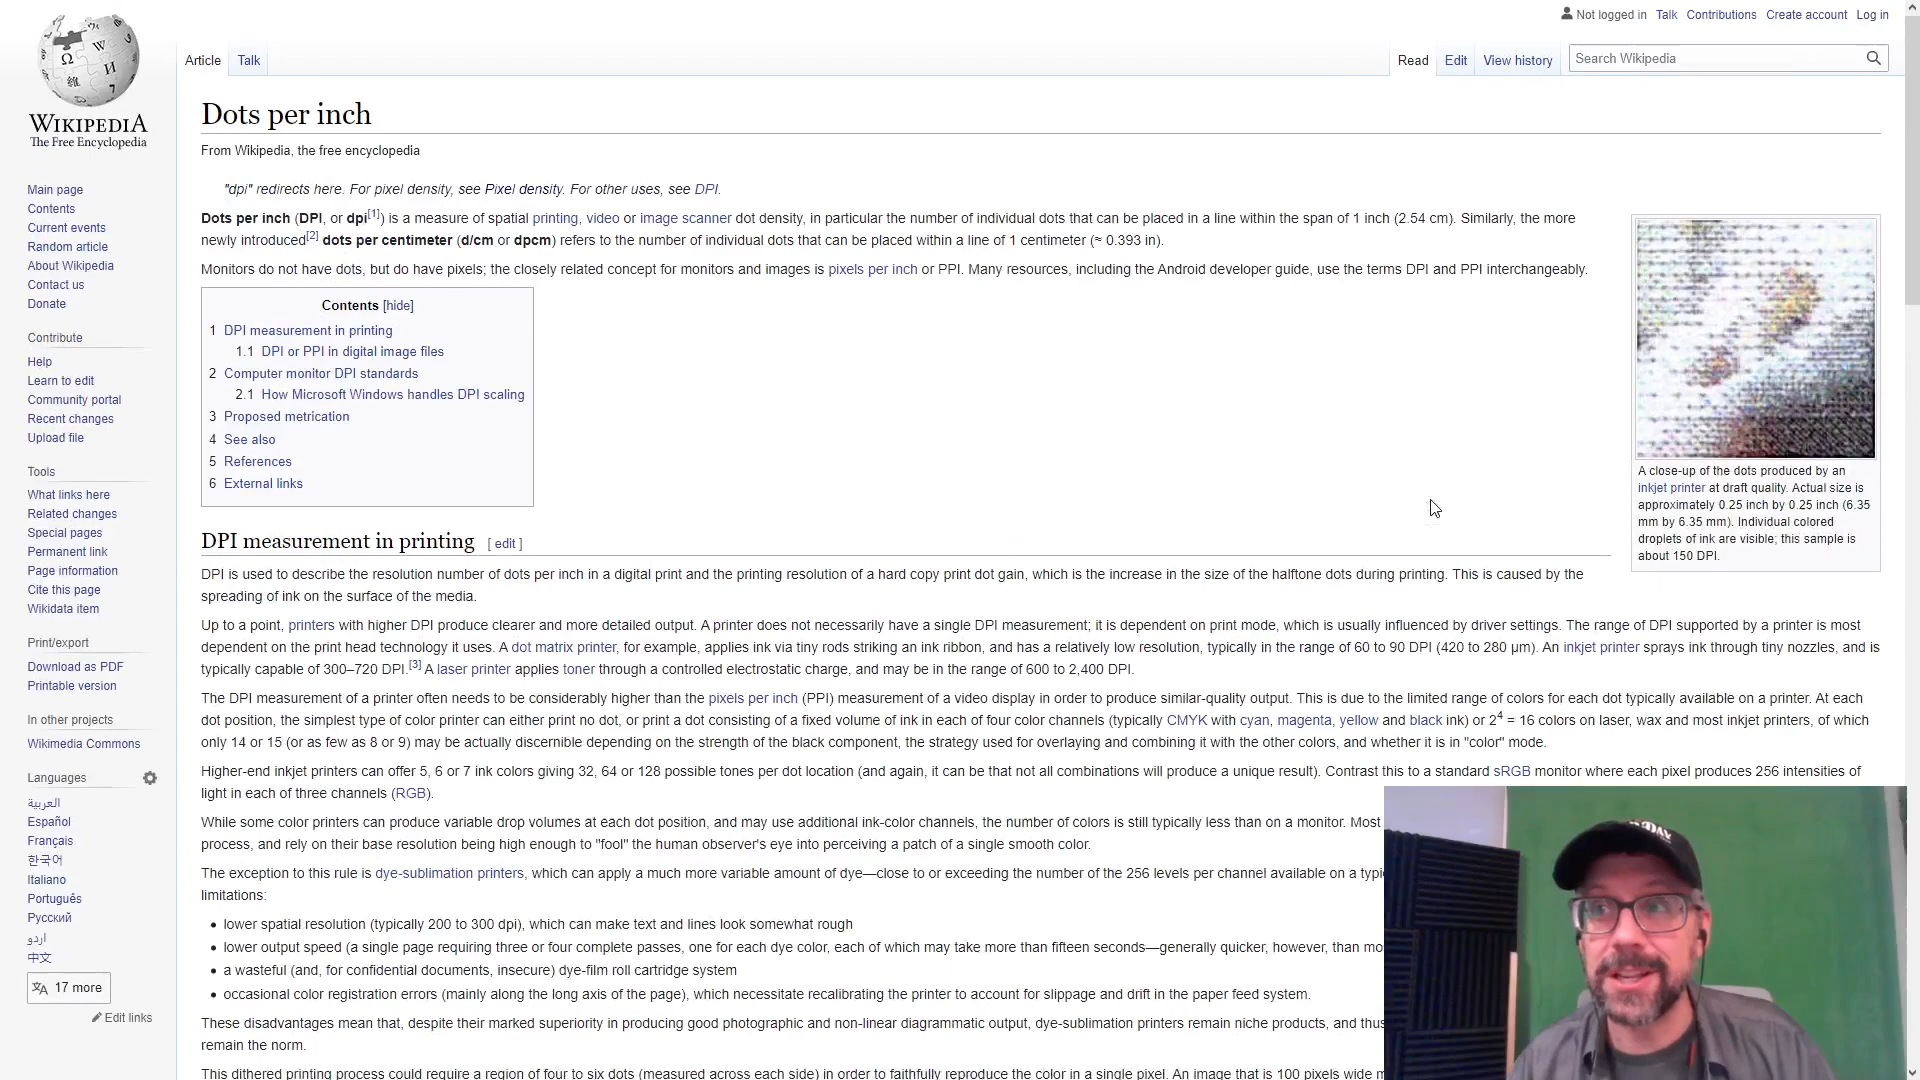 Not logged in Talk Contributions Create account Log in
Article Talk Read Edit View history Search Wikipedia
WIKIPEDIA
The Free Encyclopedia
Main page
Contents
Current events
Random article
About Wikipedia
Contact us
Donate
Contribute
Help
Learn to edit
Community portal
Recent changes
Upload file
Tools
What links here
Related changes
Special pages
Permanent link
Page information
Cite this page
Wikidata item
Print/export
Download as PDF
Printable version
In other projects
Wikimedia Commons
Languages
العربية
Español
Français
한국어
Italiano
Português
Русский
اردو
中文
17 more
Edit links
Dots per inch
From Wikipedia, the free encyclopedia
"dpi" redirects here. For pixel density, see Pixel density. For other uses, see DPI.
Dots per inch (DPI, or dpi[1]) is a measure of spatial printing, video or image scanner dot density, in particular the number of individual dots that can be placed in a line within the span of 1 inch (2.54 cm). Similarly, the more
newly introduced[2] dots per centimeter (d/cm or dpcm) refers to the number of individual dots that can be placed within a line of 1 centimeter (≈ 0.393 in).
Monitors do not have dots, but do have pixels; the closely related concept for monitors and images is pixels per inch or PPI. Many resources, including the Android developer guide, use the terms DPI and PPI interchangeably.
Contents [hide]
1 DPI measurement in printing
1.1 DPI or PPI in digital image files
2 Computer monitor DPI standards
2.1 How Microsoft Windows handles DPI scaling
3 Proposed metrication
4 See also
5 References
6 External links
A close-up of the dots produced by an
inkjet printer at draft quality. Actual size is
approximately 0.25 inch by 0.25 inch (6.35
mm by 6.35 mm). Individual colored
droplets of ink are visible; this sample is
about 150 DPI.
DPI measurement in printing [ edit ]
DPI is used to describe the resolution number of dots per inch in a digital print and the printing resolution of a hard copy print dot gain, which is the increase in the size of the halftone dots during printing. This is caused by the
spreading of ink on the surface of the media.
Up to a point, printers with higher DPI produce clearer and more detailed output. A printer does not necessarily have a single DPI measurement; it is dependent on print mode, which is usually influenced by driver settings. The range of DPI supported by a printer is most
dependent on the print head technology it uses. A dot matrix printer, for example, applies ink via tiny rods striking an ink ribbon, and has a relatively low resolution, typically in the range of 60 to 90 DPI (420 to 280 μm). An inkjet printer sprays ink through tiny nozzles, and is
typically capable of 300–720 DPI.[3] A laser printer applies toner through a controlled electrostatic charge, and may be in the range of 600 to 2,400 DPI.
The DPI measurement of a printer often needs to be considerably higher than the pixels per inch (PPI) measurement of a video display in order to produce similar-quality output. This is due to the limited range of colors for each dot typically available on a printer. At each
dot position, the simplest type of color printer can either print no dot, or print a dot consisting of a fixed volume of ink in each of four color channels (typically CMYK with cyan, magenta, yellow and black ink) or 2⁴ = 16 colors on laser, wax and most inkjet printers, of which
only 14 or 15 (or as few as 8 or 9) may be actually discernible depending on the strength of the black component, the strategy used for overlaying and combining it with the other colors, and whether it is in "color" mode.
Higher-end inkjet printers can offer 5, 6 or 7 ink colors giving 32, 64 or 128 possible tones per dot location (and again, it can be that not all combinations will produce a unique result). Contrast this to a standard sRGB monitor where each pixel produces 256 intensities of
light in each of three channels (RGB).
While some color printers can produce variable drop volumes at each dot position, and may use additional ink-color channels, the number of colors is still typically less than on a monitor. Most
process, and rely on their base resolution being high enough to "fool" the human observer's eye into perceiving a patch of a single smooth color.
The exception to this rule is dye-sublimation printers, which can apply a much more variable amount of dye—close to or exceeding the number of the 256 levels per channel available on a typi
limitations:
• lower spatial resolution (typically 200 to 300 dpi), which can make text and lines look somewhat rough
• lower output speed (a single page requiring three or four complete passes, one for each dye color, each of which may take more than fifteen seconds—generally quicker, however, than mo
• a wasteful (and, for confidential documents, insecure) dye-film roll cartridge system
• occasional color registration errors (mainly along the long axis of the page), which necessitate recalibrating the printer to account for slippage and drift in the paper feed system.
These disadvantages mean that, despite their marked superiority in producing good photographic and non-linear diagrammatic output, dye-sublimation printers remain niche products, and thus
remain the norm.
This dithered printing process could require a region of four to six dots (measured across each side) in order to faithfully reproduce the color in a single pixel. An image that is 100 pixels wide m